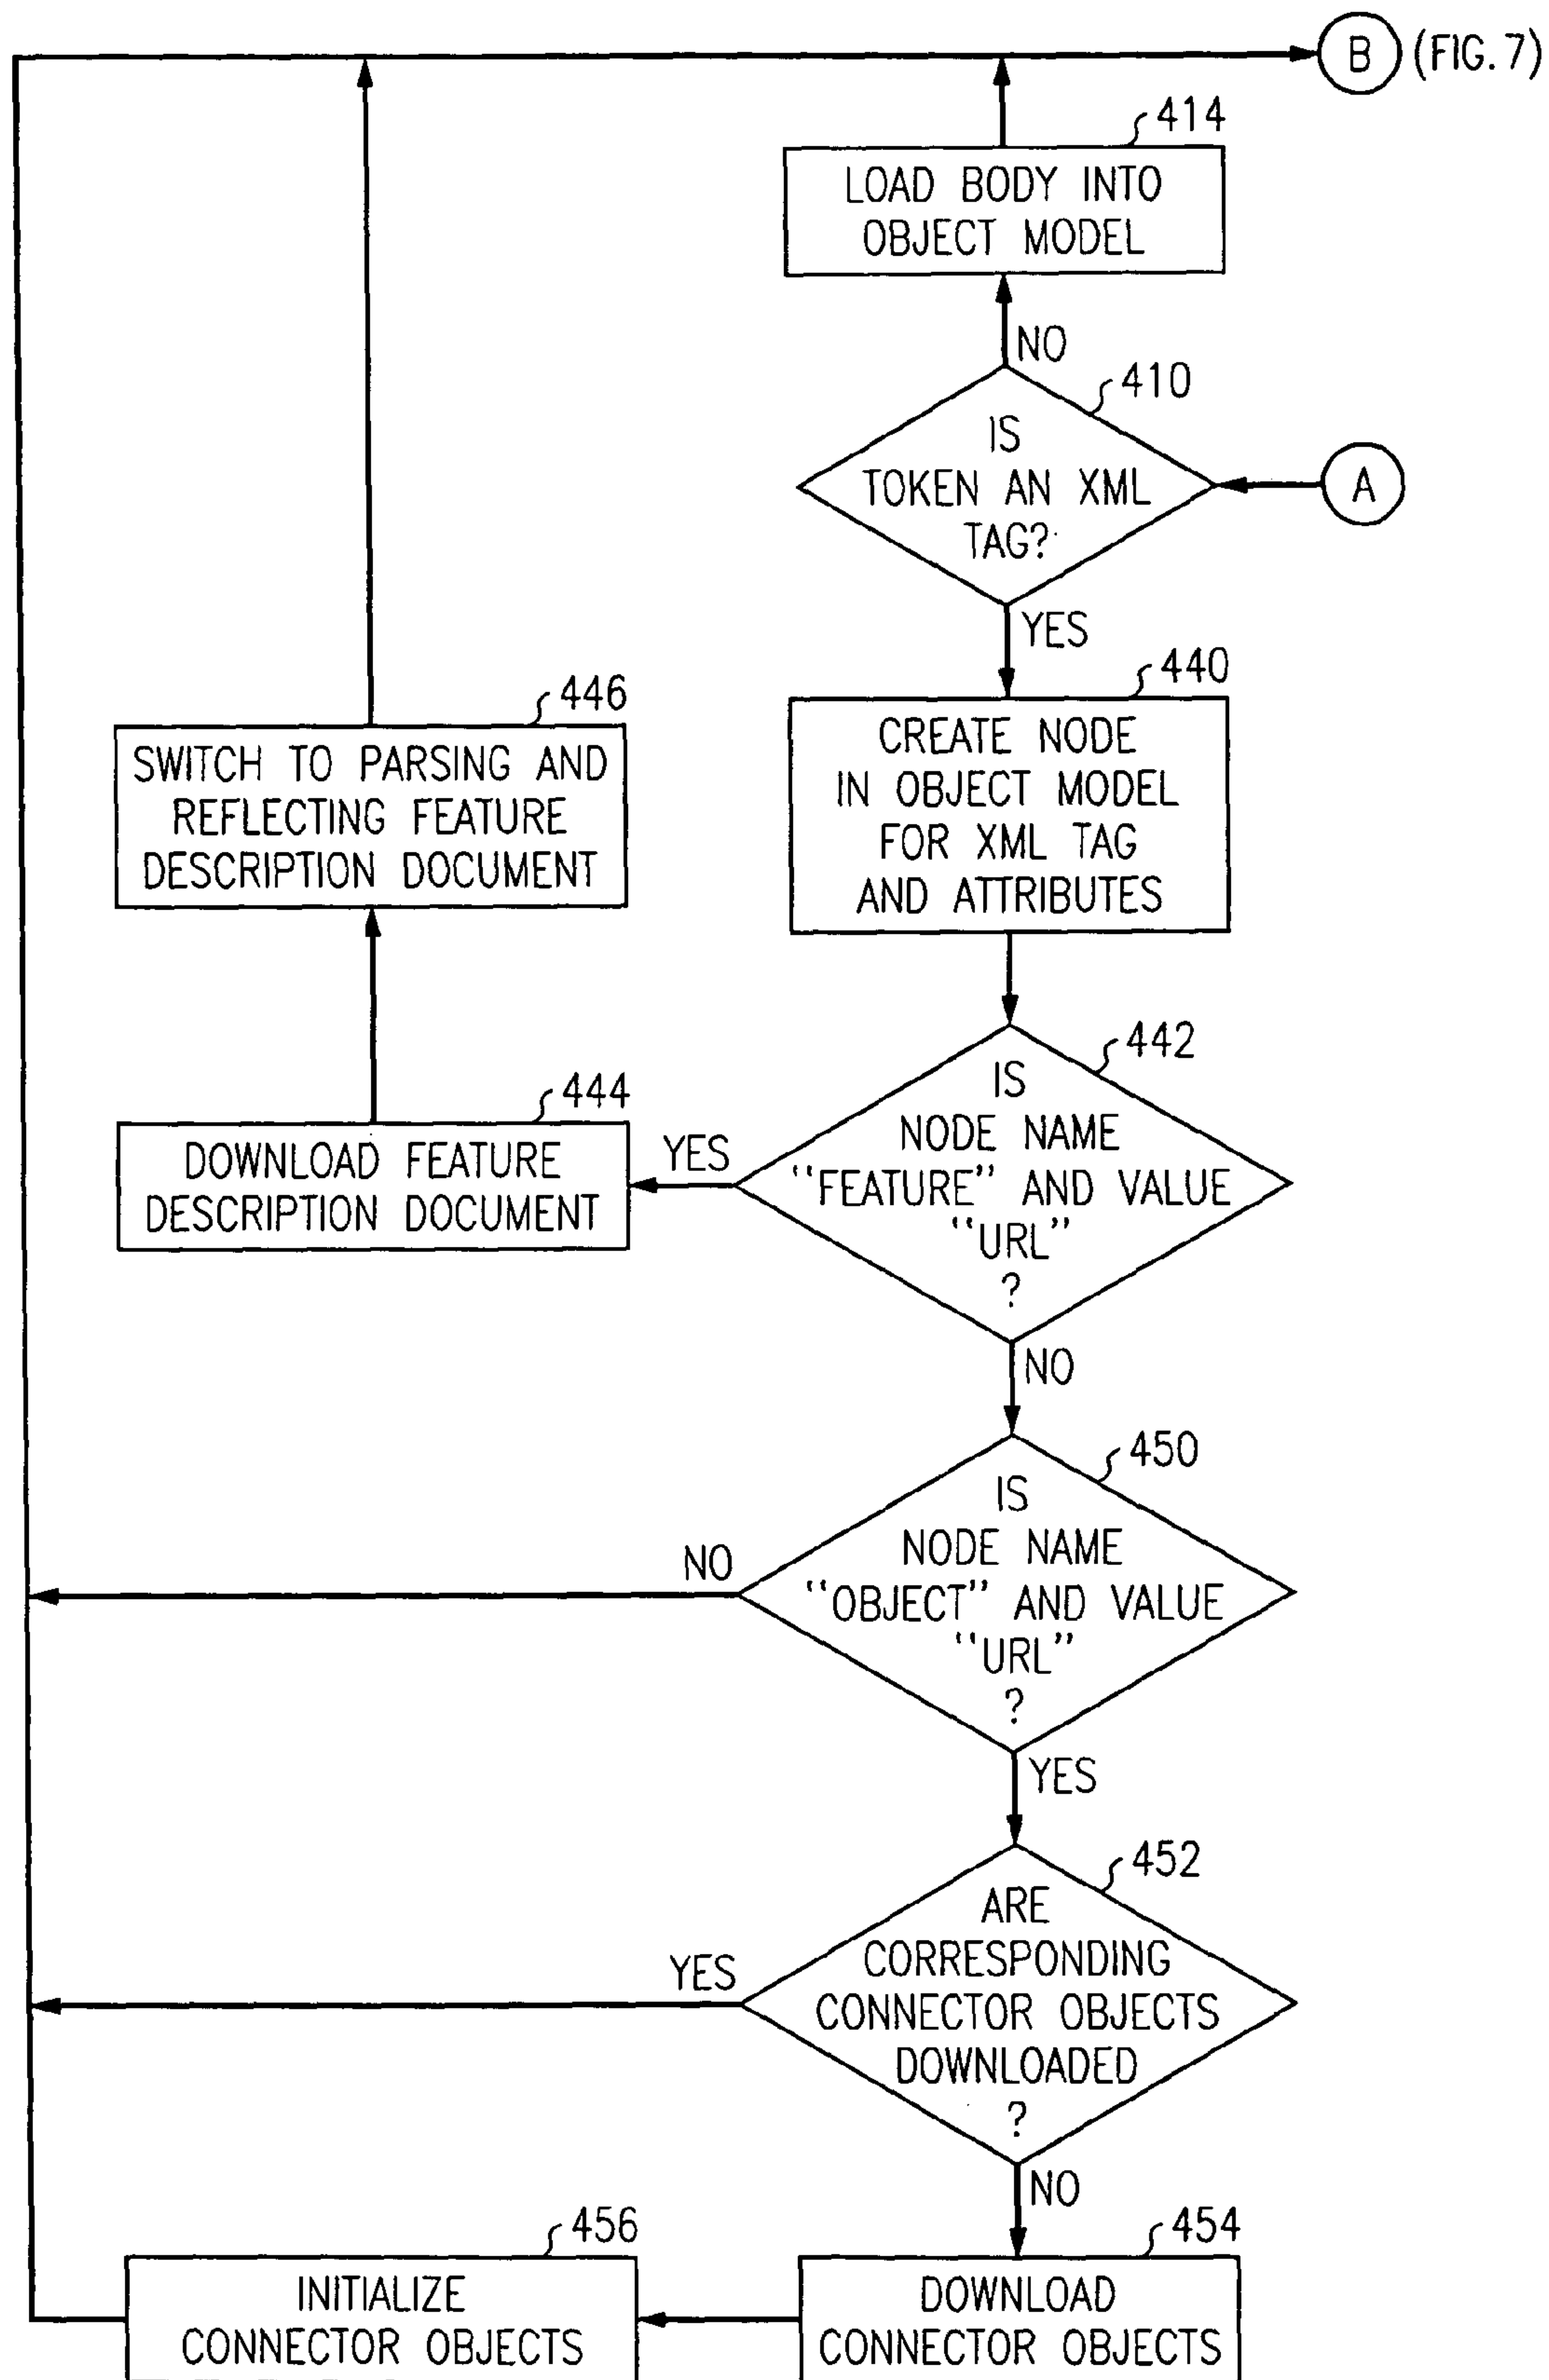 B (FIG. 7)
414
LOAD BODY INTO
OBJECT MODEL
NO
410
IS
TOKEN AN XML
TAG?
A
YES
440
CREATE NODE
IN OBJECT MODEL
FOR XML TAG
AND ATTRIBUTES
446
SWITCH TO PARSING AND
REFLECTING FEATURE
DESCRIPTION DOCUMENT
442
IS
NODE NAME
"FEATURE" AND VALUE
"URL"
?
YES
444
DOWNLOAD FEATURE
DESCRIPTION DOCUMENT
NO
450
IS
NODE NAME
"OBJECT" AND VALUE
"URL"
?
NO
YES
452
ARE
CORRESPONDING
CONNECTOR OBJECTS
DOWNLOADED
?
YES
NO
454
DOWNLOAD
CONNECTOR OBJECTS
456
INITIALIZE
CONNECTOR OBJECTS